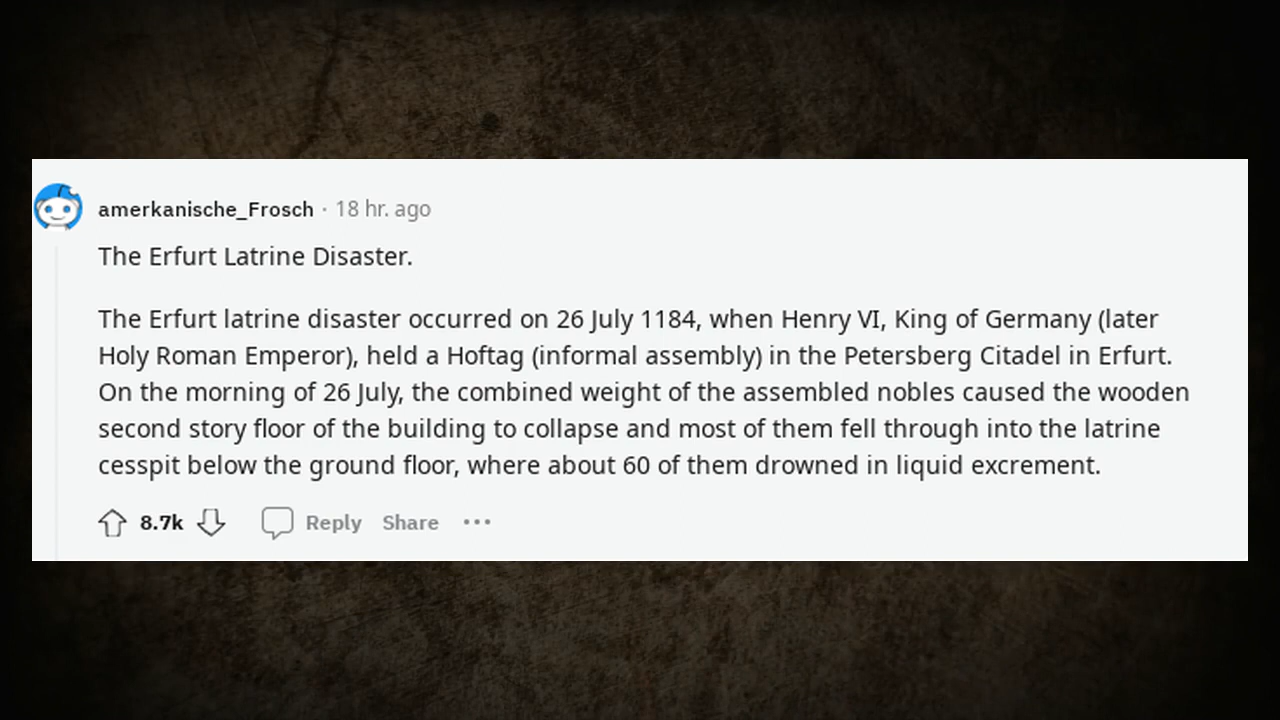 amerkanische_Frosch · 18 hr. ago
The Erfurt Latrine Disaster.
The Erfurt latrine disaster occurred on 26 July 1184, when Henry VI, King of Germany (later
Holy Roman Emperor), held a Hoftag (informal assembly) in the Petersberg Citadel in Erfurt.
On the morning of 26 July, the combined weight of the assembled nobles caused the wooden
second story floor of the building to collapse and most of them fell through into the latrine
cesspit below the ground floor, where about 60 of them drowned in liquid excrement.
8.7k Reply Share •••